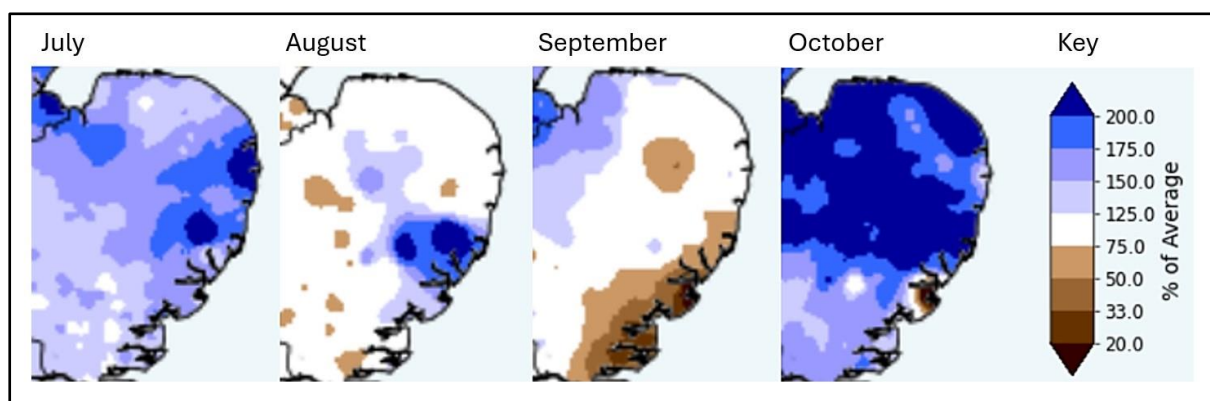 July
August
September
October
Key
200.0
175.0
150.0
125.0
75.0
50.0
33.0
20.0
% of Average